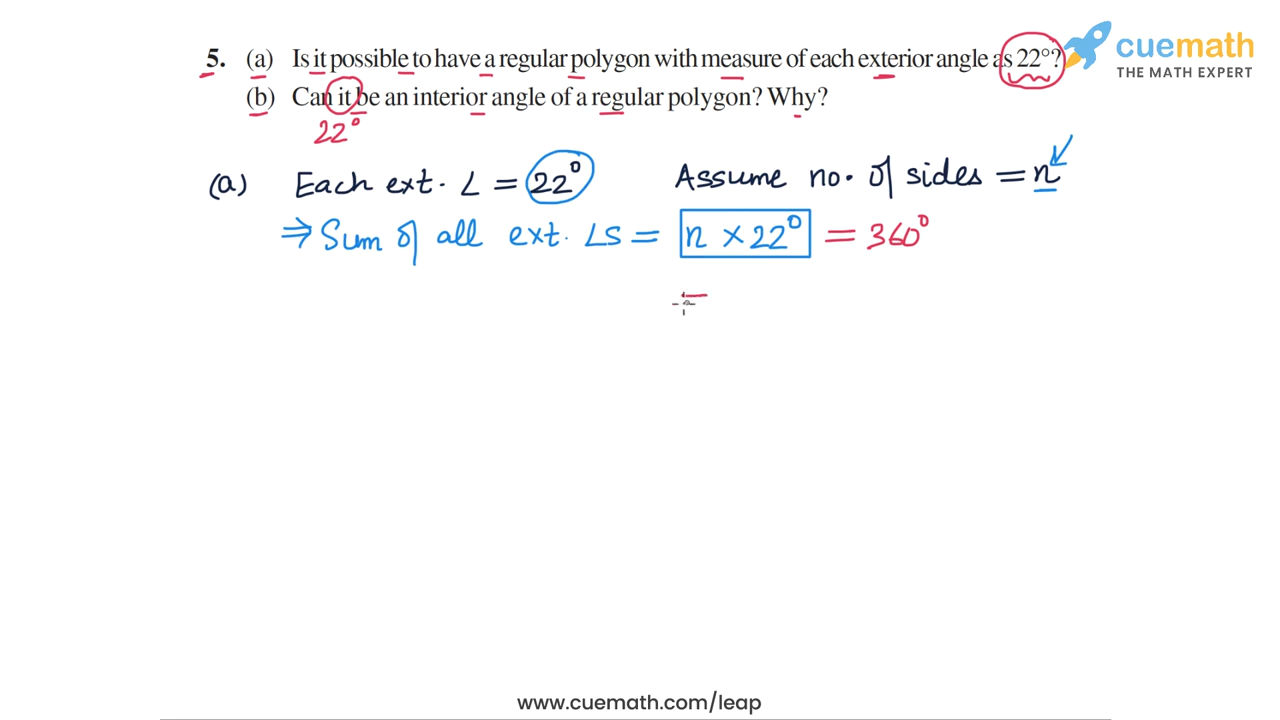 5. (a) Is it possible to have a regular polygon with measure of each exterior angle as 22°?
cuemath
THE MATH EXPERT
(b) Can it be an interior angle of a regular polygon? Why?
22°
(a) Each ext. ∠ = 22° Assume no. of sides = n
⇒ Sum of all ext. ∠s = n × 22° = 360°
www.cuemath.com/leap